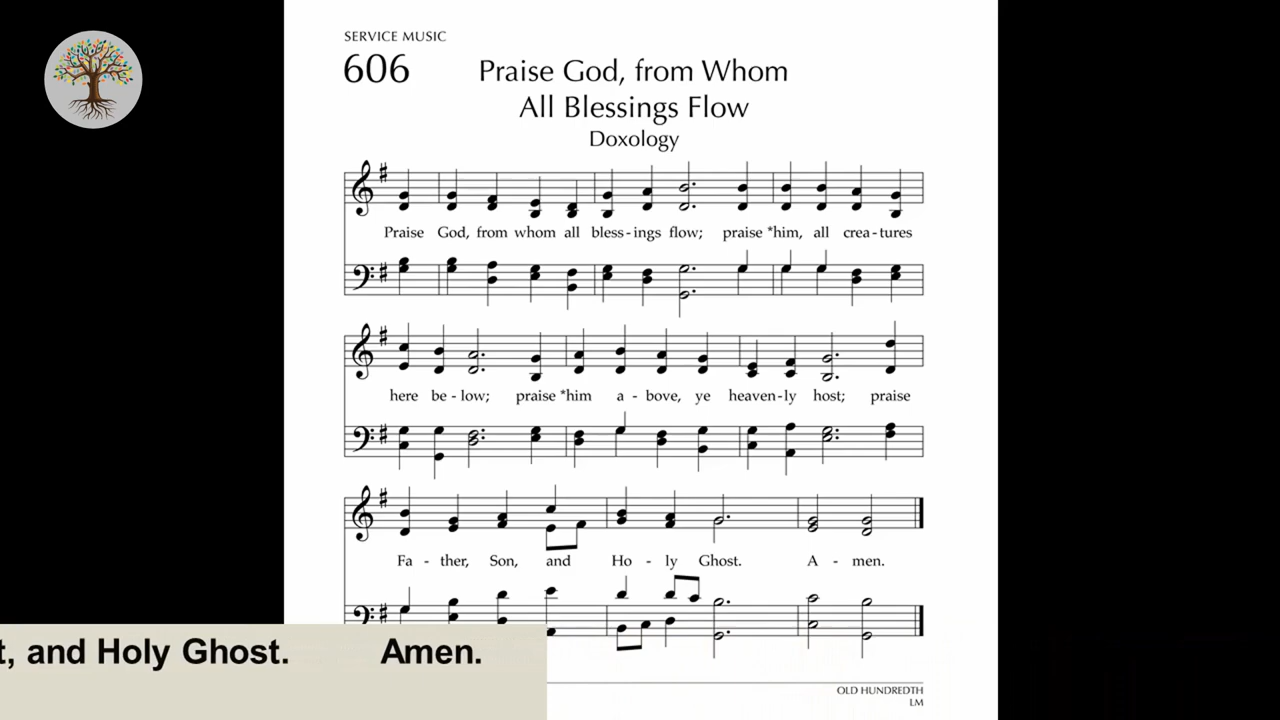 SERVICE MUSIC
606
Praise God, from Whom
All Blessings Flow
Doxology
Praise God, from whom all bless - ings flow; praise *him, all crea - tures
here be - low; praise *him a - bove, ye heaven - ly host; praise
Fa - ther, Son, and Ho - ly Ghost. A - men.
t, and Holy Ghost. Amen.
OLD HUNDREDTH
LM